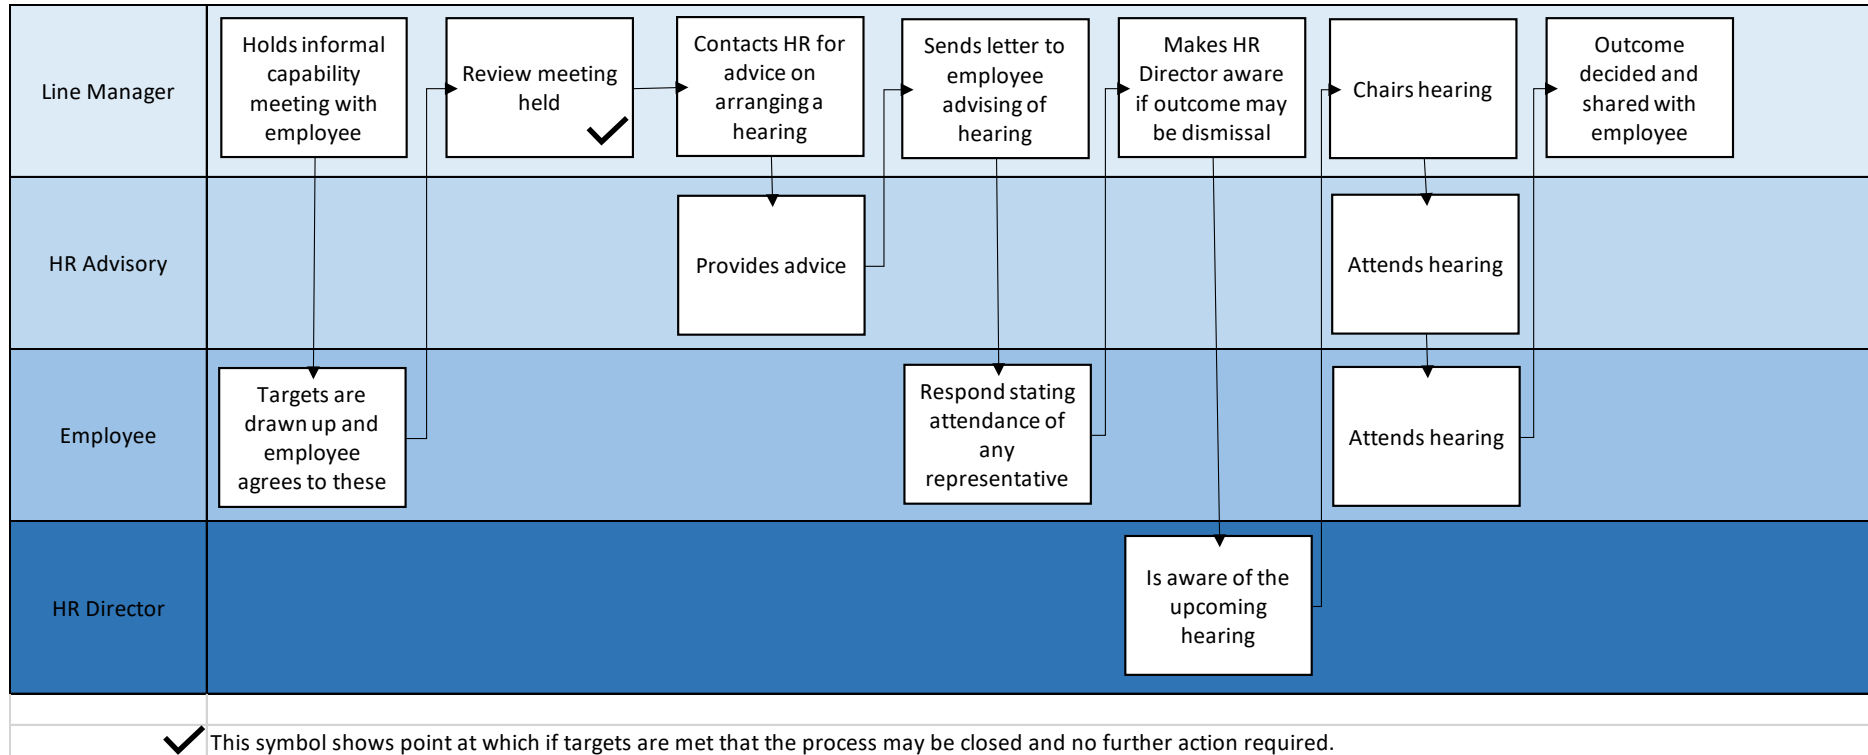 Line Manager
Holds informal
capability
meeting with
employee
Review meeting
held
Contacts HR for
advice on
arranging a
hearing
Sends letter to
employee
advising of
hearing
Makes HR
Director aware
if outcome may
be dismissal
Chairs hearing
Outcome
decided and
shared with
employee
HR Advisory
Provides advice
Attends hearing
Employee
Targets are
drawn up and
employee
agrees to these
Respond stating
attendance of
any
representative
Attends hearing
HR Director
Is aware of the
upcoming
hearing
This symbol shows point at which if targets are met that the process may be closed and no further action required.